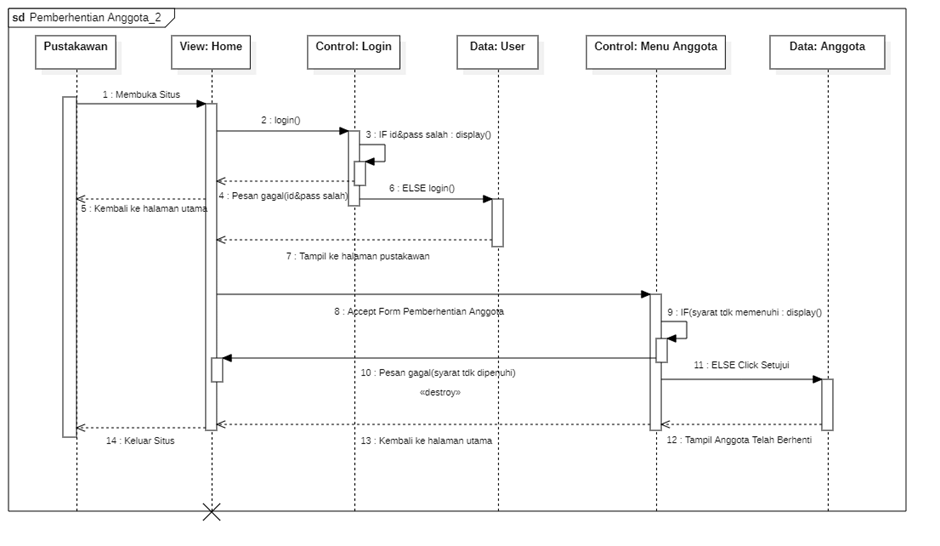 sd Pemberhentian Anggota_2
Pustakawan
View: Home
Control: Login
Data: User
Control: Menu Anggota
Data: Anggota
1 : Membuka Situs
2 : login()
3 : IF id&pass salah : display()
4 : Pesan gagal(id&pass salah)
6 : ELSE login()
5 : Kembali ke halaman utama
7 : Tampil ke halaman pustakawan
8 : Accept Form Pemberhentian Anggota
9 : IF(syarat tdk memenuhi : display()
10 : Pesan gagal(syarat tdk dipenuhi)
«destroy»
11 : ELSE Click Setujui
14 : Keluar Situs
13 : Kembali ke halaman utama
12 : Tampil Anggota Telah Berhenti